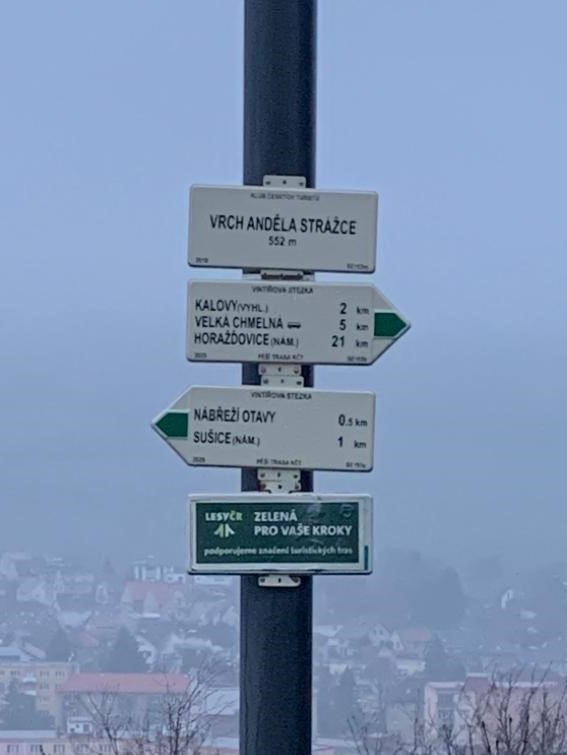 KLUB ČESKÝCH TURISTŮ
VRCH ANDĚLA STRÁŽCE
552 m
VINTÍŘOVA STEZKA
KALOVY (VYHL.) 2 km
VELKÁ CHMELNÁ 5 km
HORAŽĎOVICE (NÁM.) 21 km
PĚŠÍ TRASA KČT
VINTÍŘOVA STEZKA
NÁBŘEŽÍ OTAVY 0.5 km
SUŠICE (NÁM.) 1 km
PĚŠÍ TRASA KČT
LESYČR ZELENÁ
PRO VAŠE KROKY
podporujeme značení turistických tras